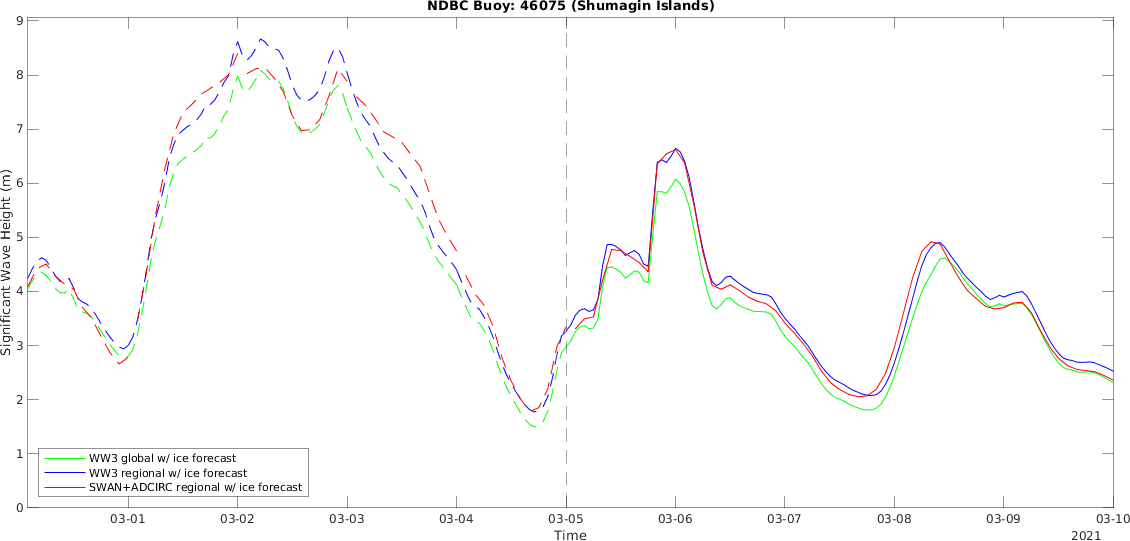 NDBC Buoy: 46075 (Shumagin Islands)
Significant Wave Height (m)
9
8
7
6
5
4
3
2
1
0
WW3 global w/ ice forecast
WW3 regional w/ ice forecast
SWAN+ADCIRC regional w/ ice forecast
03-01 03-02 03-03 03-04 03-05 03-06 03-07 03-08 03-09 03-10
Time
2021